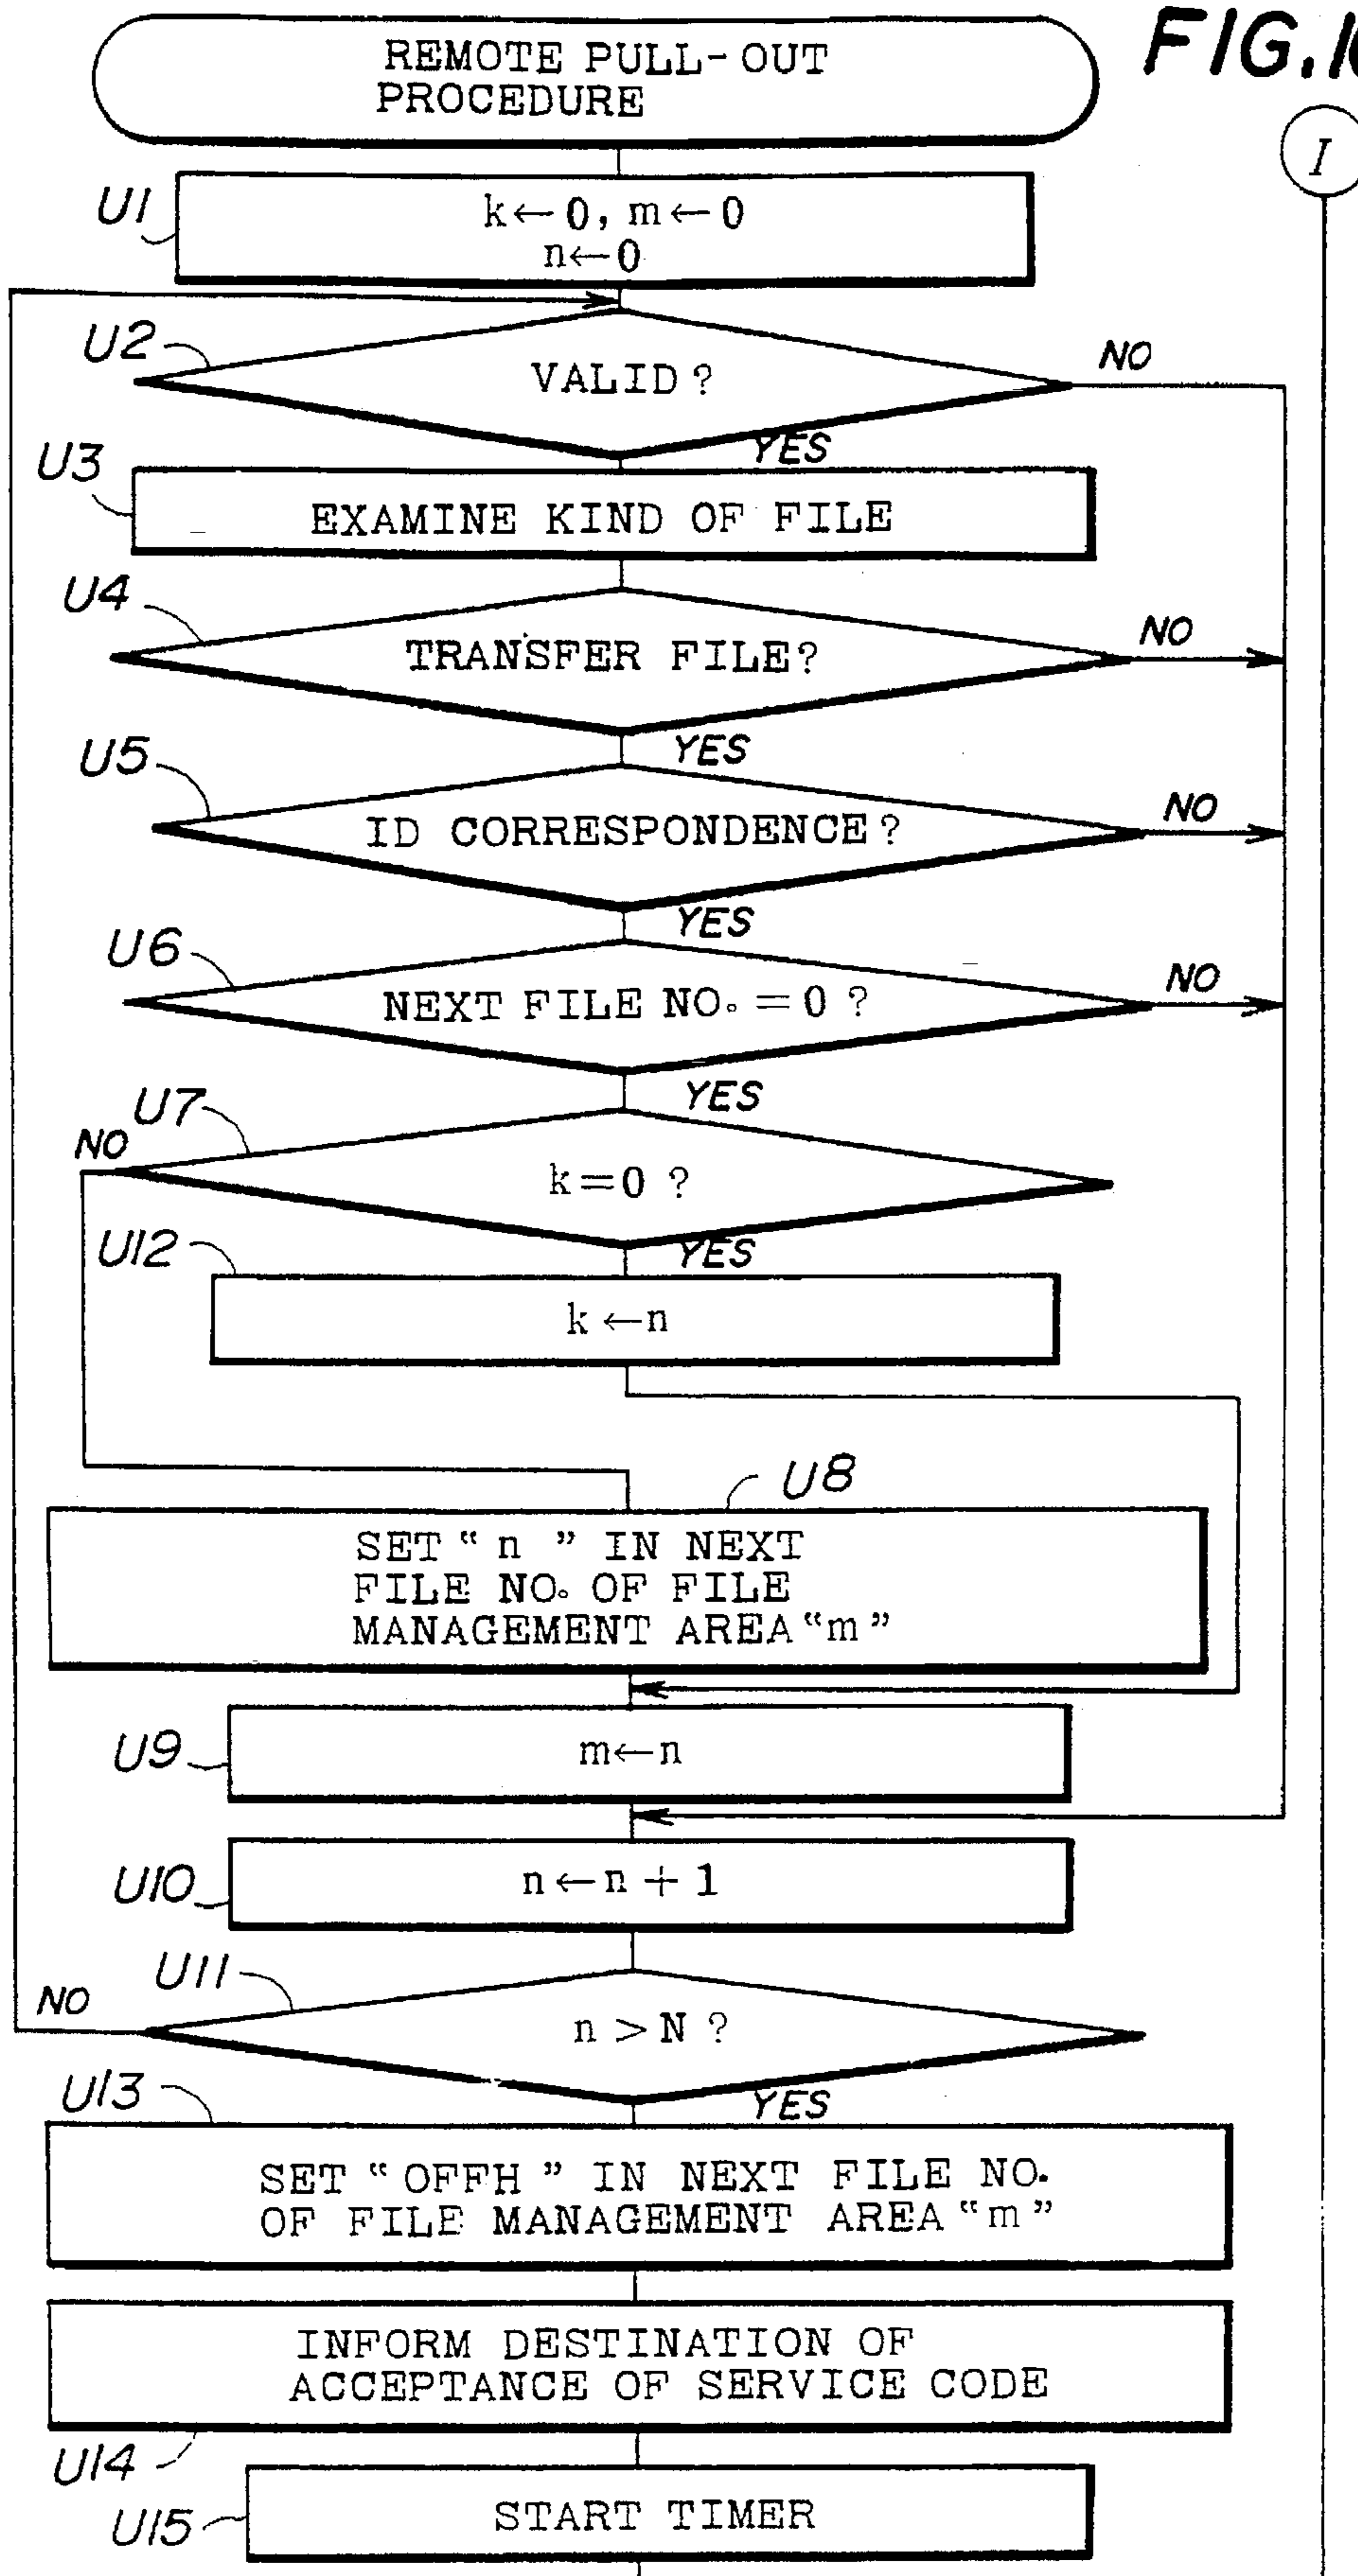 FIG.10
REMOTE PULL-OUT
PROCEDURE
I
U1
k←0, m←0
n←0
U2
VALID?
NO
YES
U3
EXAMINE KIND OF FILE
U4
TRANSFER FILE?
NO
YES
U5
ID CORRESPONDENCE?
NO
YES
U6
NEXT FILE NO. = 0 ?
NO
YES
U7
NO
k=0 ?
YES
U12
k←n
U8
SET “ n ” IN NEXT
FILE NO. OF FILE
MANAGEMENT AREA “m”
U9
m←n
U10
n←n+1
U11
NO
n > N ?
YES
U13
SET “OFFH” IN NEXT FILE NO.
OF FILE MANAGEMENT AREA “m”
INFORM DESTINATION OF
ACCEPTANCE OF SERVICE CODE
U14
U15
START TIMER